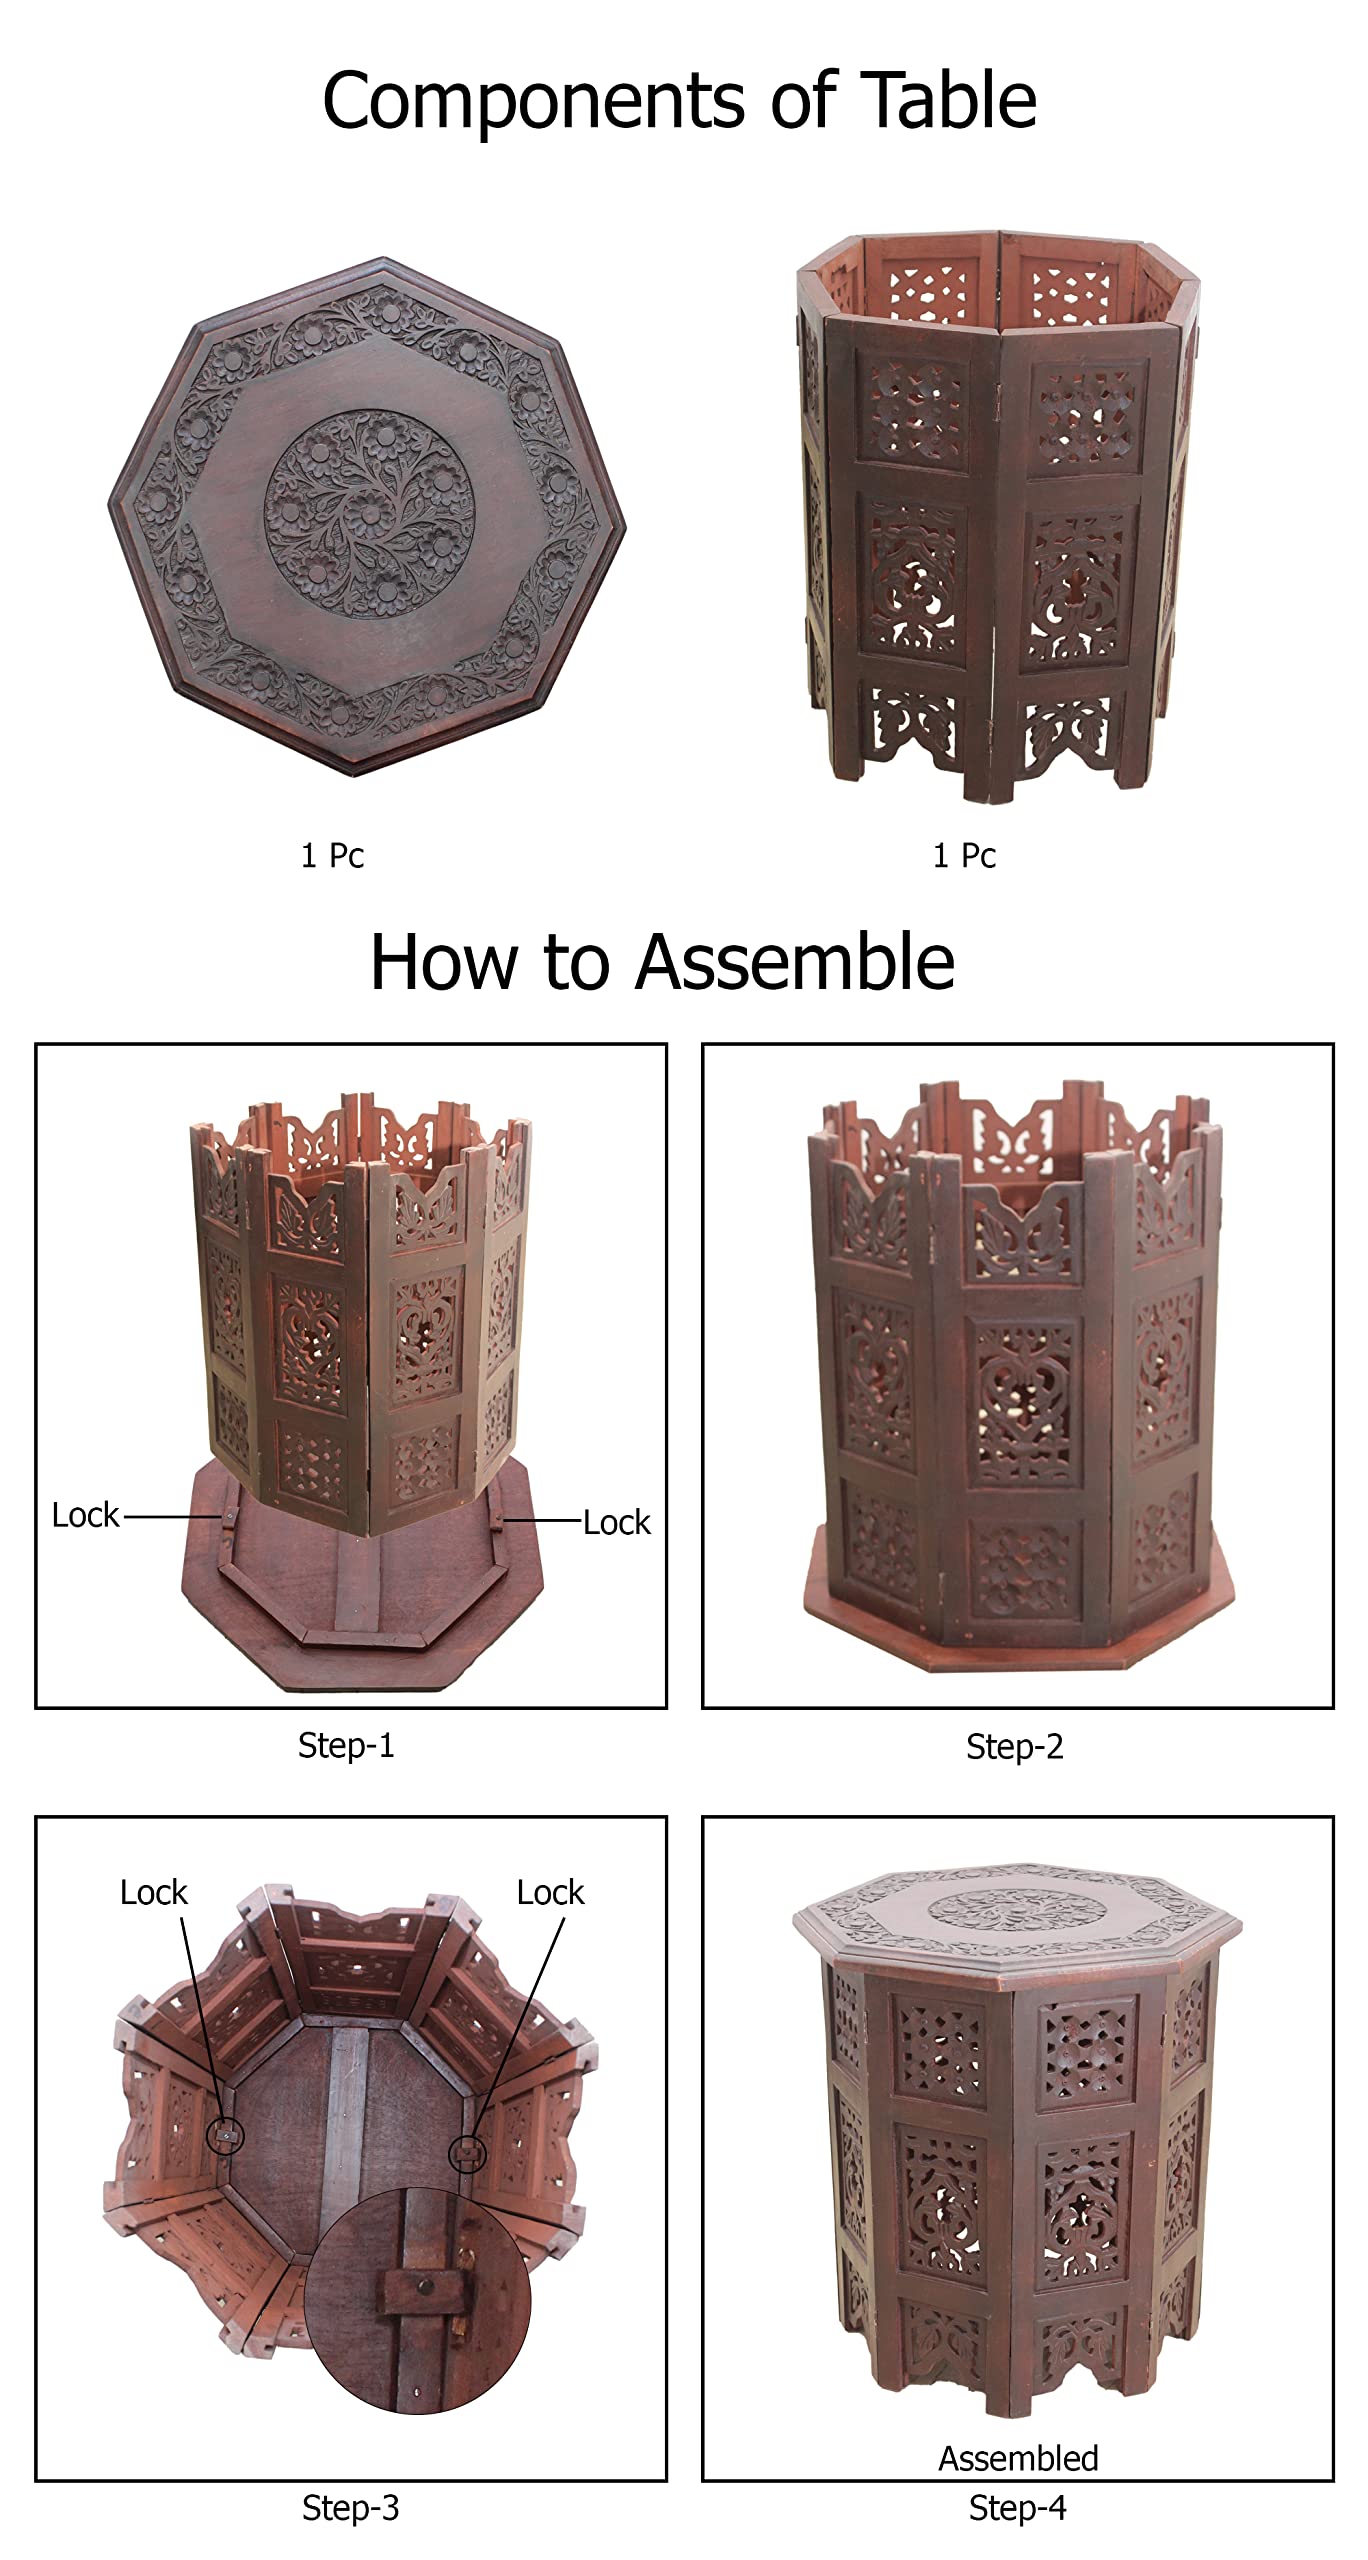 Components of Table
1 Pc
1 Pc
How to Assemble
Lock
Lock
Step-1
Step-2
Lock
Lock
Assembled
Step-3
Step-4